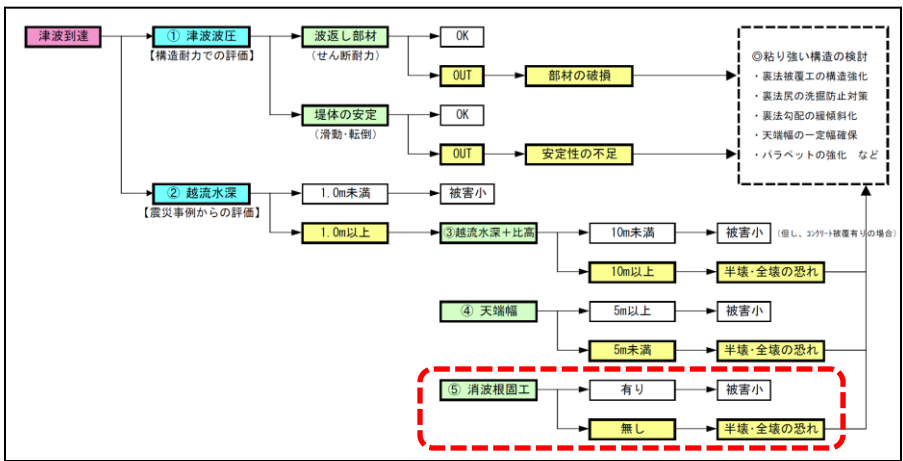 津波到達
① 津波波圧
【構造耐力での評価】
波返し部材
(せん断耐力)
OK
OUT
部材の破損
堤体の安定
(滑動・転倒)
OK
OUT
安定性の不足
◎粘り強い構造の検討
・裏法被覆工の構造強化
・裏法尻の洗掘防止対策
・裏法勾配の緩傾斜化
・天端幅の一定幅確保
・パラペットの強化 など
② 越流水深
【震災事例からの評価】
1.0m未満
被害小
1.0m以上
③越流水深+比高
10m未満
被害小
(但し、コンクリート被覆有りの場合)
10m以上
半壊・全壊の恐れ
④ 天端幅
5m以上
被害小
5m未満
半壊・全壊の恐れ
⑤ 消波根固工
有り
被害小
無し
半壊・全壊の恐れ